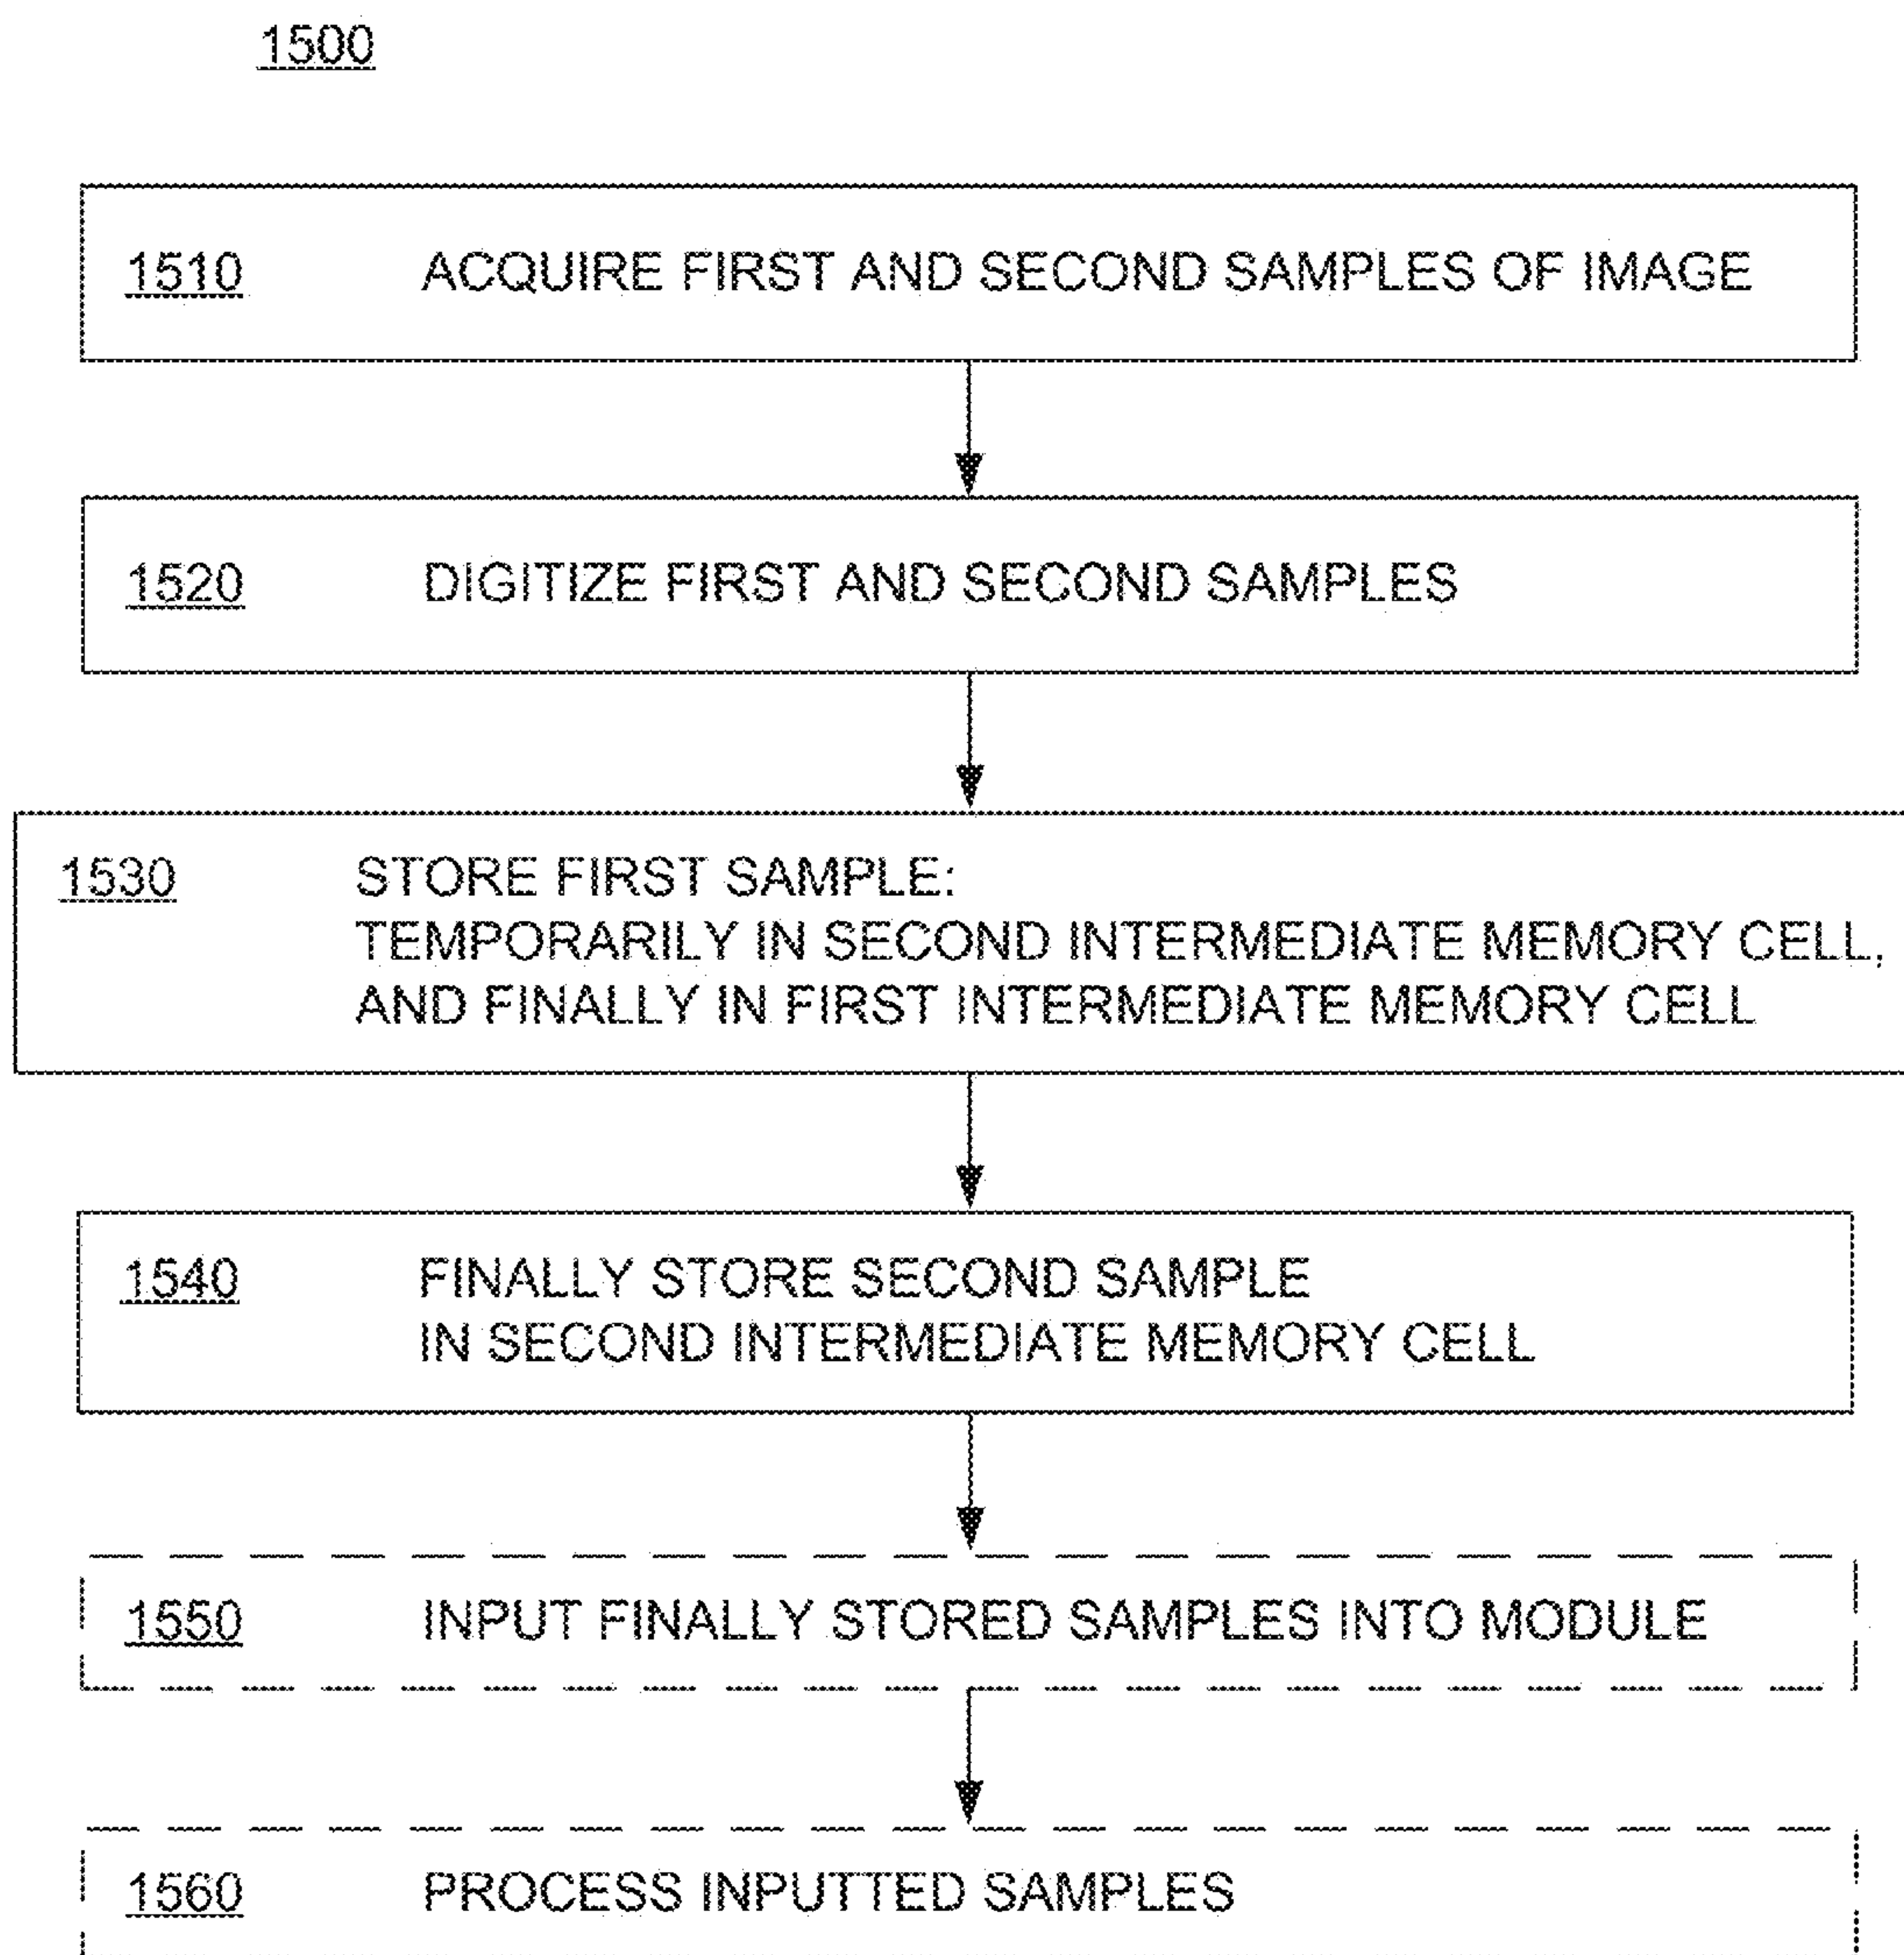 1500
1510 ACQUIRE FIRST AND SECOND SAMPLES OF IMAGE
1520 DIGITIZE FIRST AND SECOND SAMPLES
1530 STORE FIRST SAMPLE:
TEMPORARILY IN SECOND INTERMEDIATE MEMORY CELL,
AND FINALLY IN FIRST INTERMEDIATE MEMORY CELL
1540 FINALLY STORE SECOND SAMPLE
IN SECOND INTERMEDIATE MEMORY CELL
1550 INPUT FINALLY STORED SAMPLES INTO MODULE
1560 PROCESS INPUTTED SAMPLES